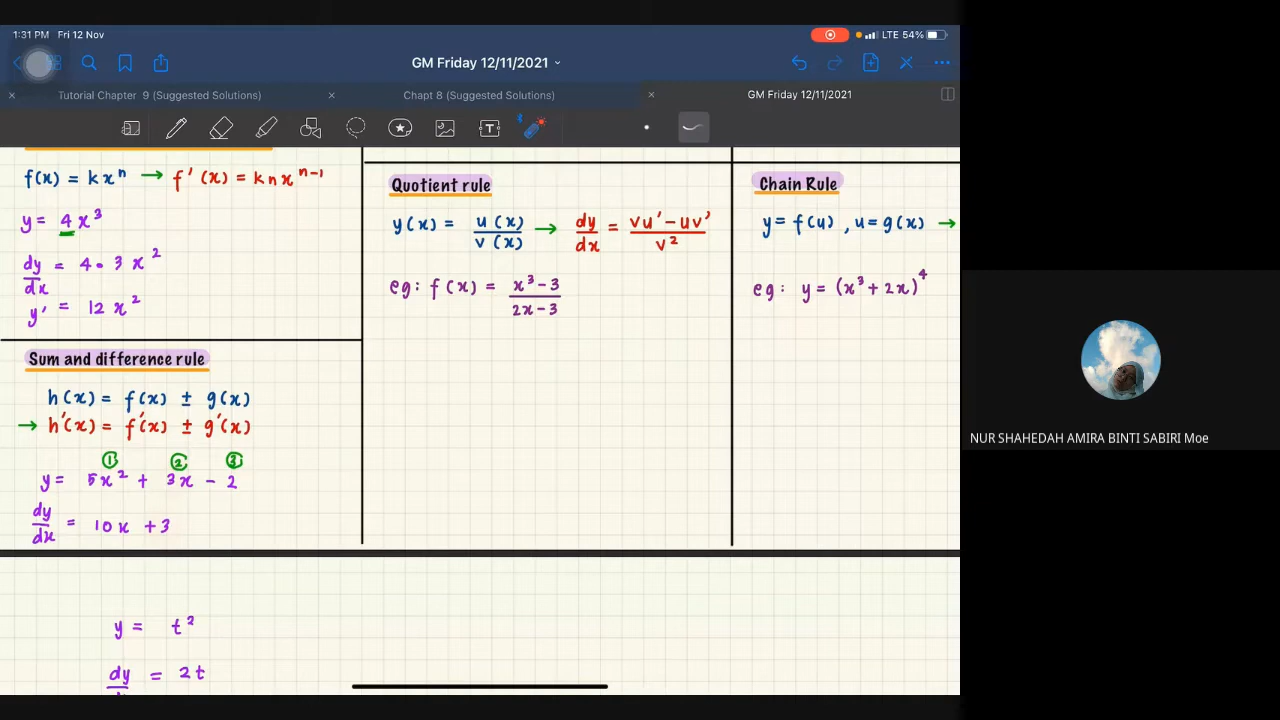 1:31 PM Fri 12 Nov
LTE 54%
GM Friday 12/11/2021
Tutorial Chapter 9 (Suggested Solutions)
Chapt 8 (Suggested Solutions)
GM Friday 12/11/2021
f(x) = kxⁿ → f'(x) = knxⁿ⁻¹
y = 4x³
dy/dx = 4 • 3x²
y' = 12x²
Sum and difference rule
h(x) = f(x) ± g(x)
→ h'(x) = f'(x) ± g'(x)
① ② ③
y = 5x² + 3x - 2
dy/dx = 10x + 3
Quotient rule
y(x) = u(x)/v(x) → dy/dx = vu' - uv'/v²
eg: f(x) = x³ - 3/2x - 3
Chain Rule
y = f(u), u = g(x) →
eg: y = (x³ + 2x)⁴
y = t²
dy = 2t
NUR SHAHEDAH AMIRA BINTI SABIRI Moe